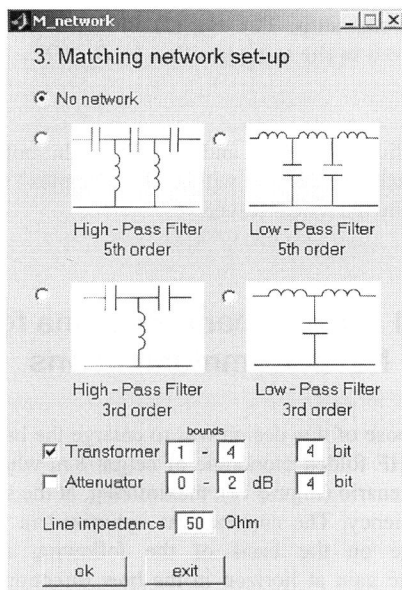 M_network
3. Matching network set-up
No network
High - Pass Filter
5th order
Low - Pass Filter
5th order
High - Pass Filter
3rd order
Low - Pass Filter
3rd order
bounds
Transformer 1 - 4 4 bit
Attenuator 0 - 2 dB 4 bit
Line impedance 50 Ohm
ok exit